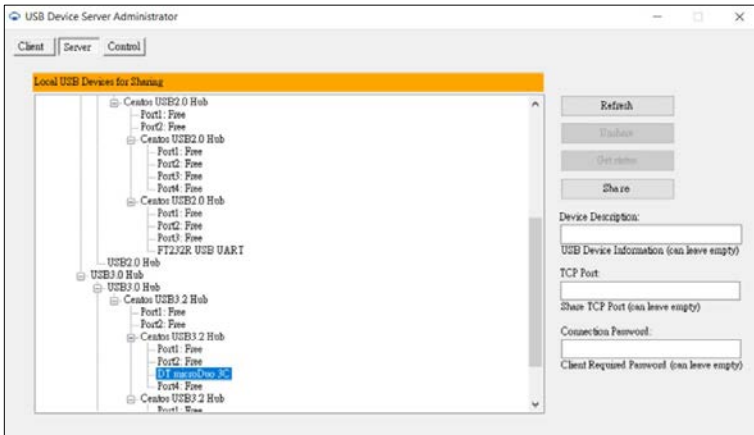 USB Device Server Administrator
Client Server Control
Local USB Devices for Sharing
Centos USB2.0 Hub
Port1: Free
Port2: Free
Centos USB2.0 Hub
Port1: Free
Port2: Free
Port3: Free
Port4: Free
Centos USB2.0 Hub
Port1: Free
Port2: Free
Port3: Free
FT232R USB UART
USB2.0 Hub
USB3.0 Hub
USB3.0 Hub
Centos USB3.2 Hub
Port1: Free
Port2: Free
Centos USB3.2 Hub
Port1: Free
Port2: Free
DT microDuo 3C
Port4: Free
Centos USB3.2 Hub
Port1: Free
Refresh
Unshare
Get status
Share
Device Description:
USB Device Information (can leave empty)
TCP Port:
Share TCP Port (can leave empty)
Connection Password:
Client Required Password (can leave empty)